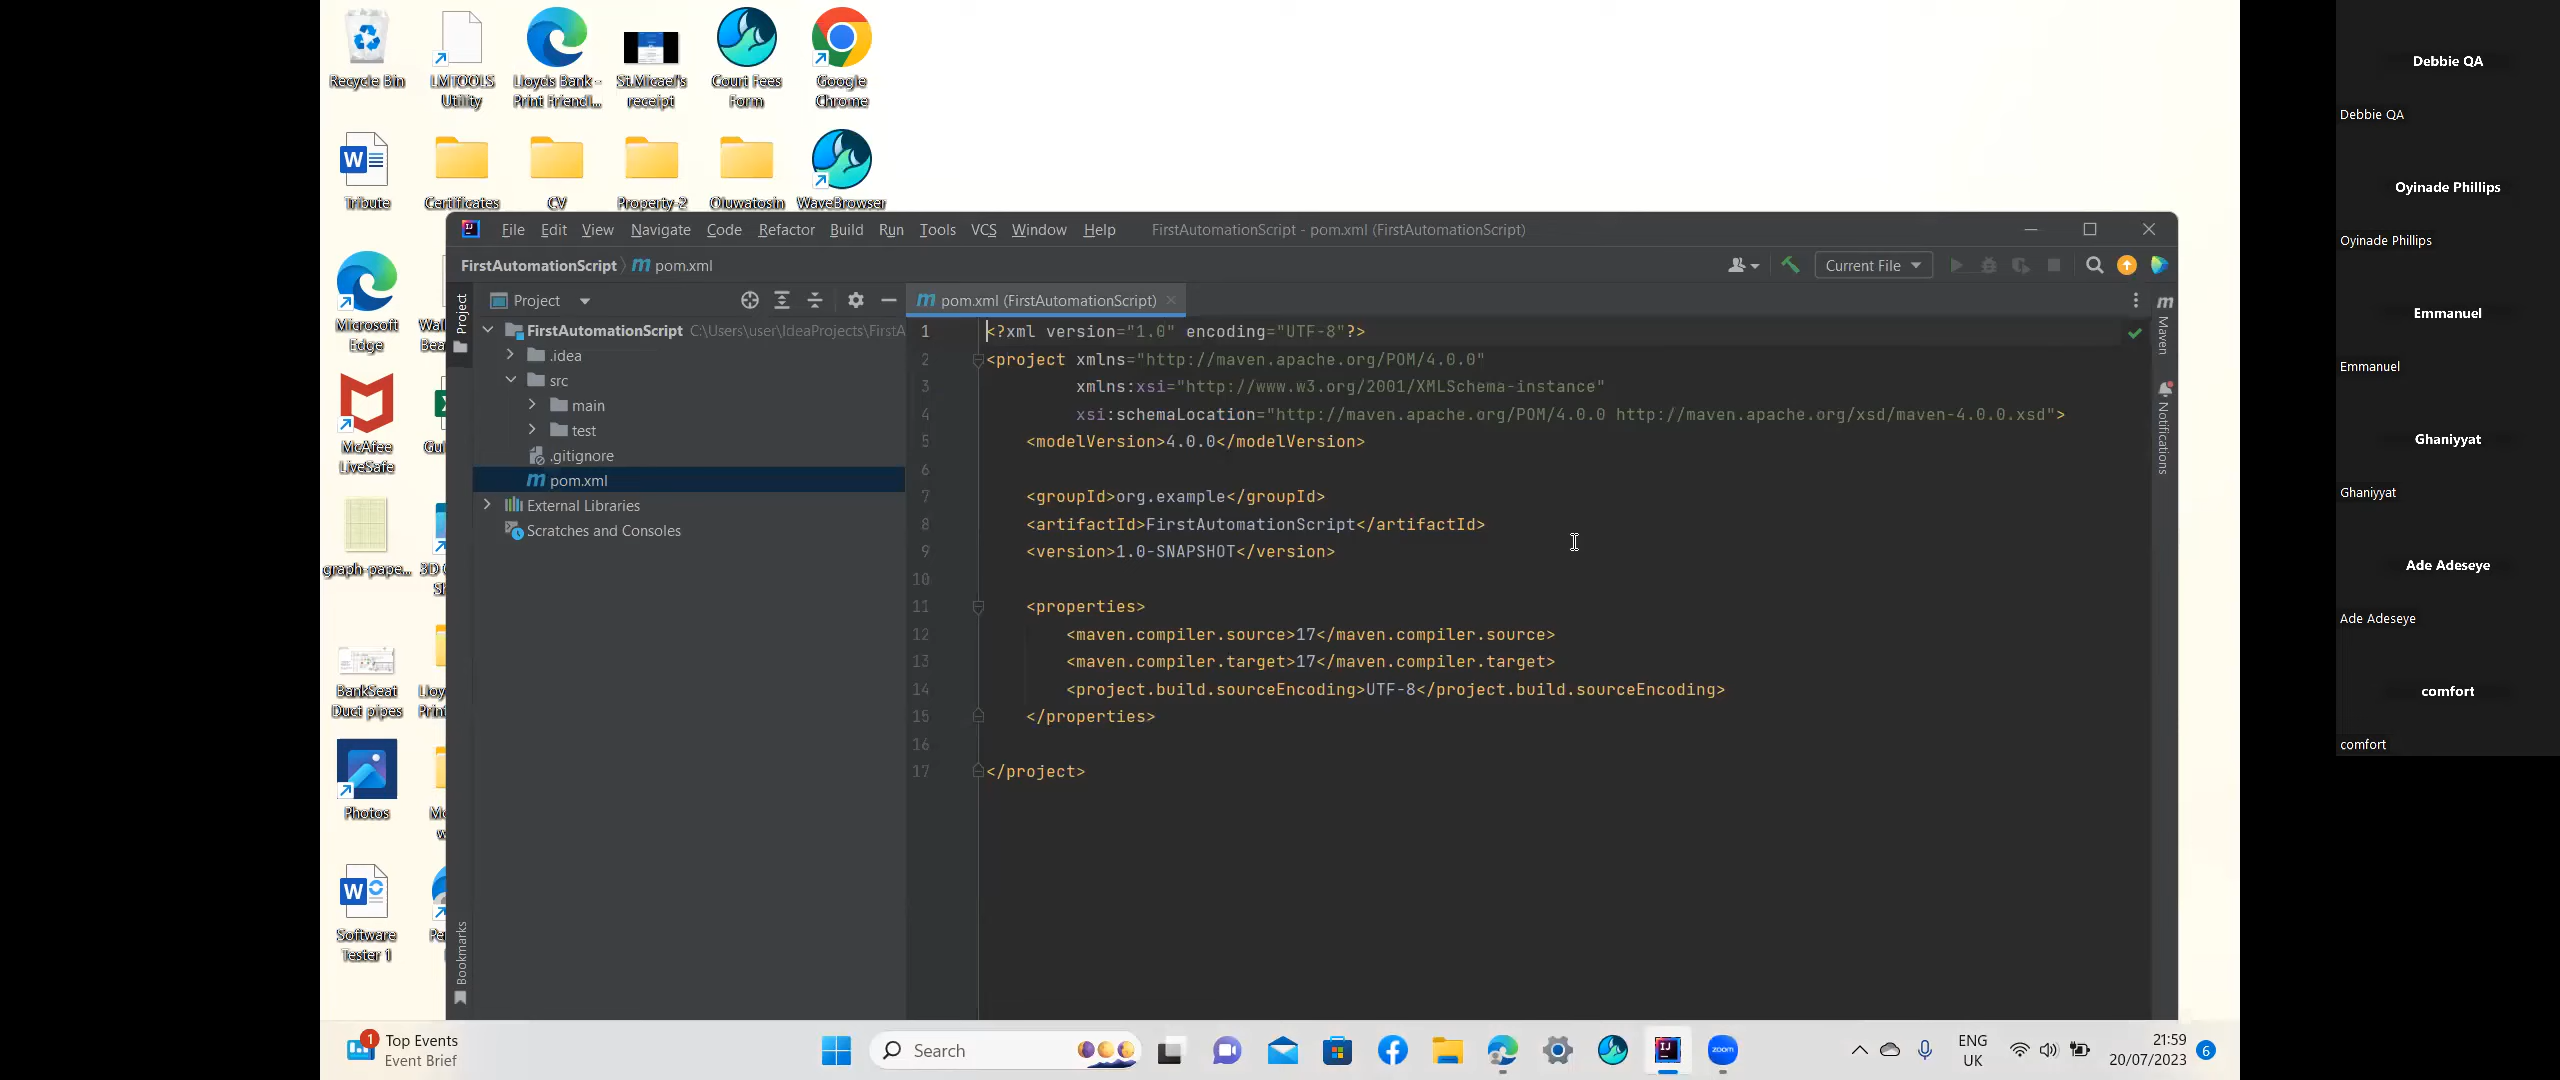 Recycle Bin
LMTOOLS Utility
Lloyds Bank - Print Friendl...
St.Micael's receipt
Court Fees Form
Google Chrome
Tribute
Certificates
CV
Property-2
Oluwatosin
WaveBrowser
Microsoft Edge
McAfee LiveSafe
graph-pape...
BankSeat Duct pipes
Photos
Software Tester 1
File Edit View Navigate Code Refactor Build Run Tools VCS Window Help
FirstAutomationScript - pom.xml (FirstAutomationScript)
FirstAutomationScript
pom.xml
Current File
Project
Project
pom.xml (FirstAutomationScript)
FirstAutomationScript C:\Users\user\IdeaProjects\FirstA
.idea
src
main
test
.gitignore
pom.xml
External Libraries
Scratches and Consoles
Bookmarks
1 <?xml version="1.0" encoding="UTF-8"?>
2 <project xmlns="http://maven.apache.org/POM/4.0.0"
3 xmlns:xsi="http://www.w3.org/2001/XMLSchema-instance"
4 xsi:schemaLocation="http://maven.apache.org/POM/4.0.0 http://maven.apache.org/xsd/maven-4.0.0.xsd">
5 <modelVersion>4.0.0</modelVersion>
6
7 <groupId>org.example</groupId>
8 <artifactId>FirstAutomationScript</artifactId>
9 <version>1.0-SNAPSHOT</version>
10
11 <properties>
12 <maven.compiler.source>17</maven.compiler.source>
13 <maven.compiler.target>17</maven.compiler.target>
14 <project.build.sourceEncoding>UTF-8</project.build.sourceEncoding>
15 </properties>
16
17 </project>
Maven
Notifications
Debbie QA
Debbie QA
Oyinade Phillips
Oyinade Phillips
Emmanuel
Emmanuel
Ghaniyyat
Ghaniyyat
Ade Adeseye
Ade Adeseye
comfort
comfort
1
Top Events
Event Brief
Search
zoom
ENG
UK
21:59
20/07/2023
6